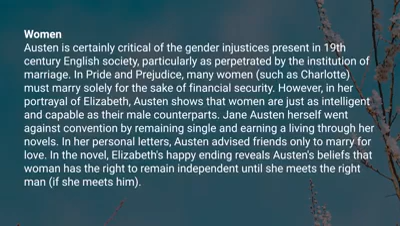 Women
Austen is certainly critical of the gender injustices present in 19th
century English society, particularly as perpetrated by the institution of
marriage. In Pride and Prejudice, many women (such as Charlotte)
must marry solely for the sake of financial security. However, in her
portrayal of Elizabeth, Austen shows that women are just as intelligent
and capable as their male counterparts. Jane Austen herself went
against convention by remaining single and earning a living through her
novels. In her personal letters, Austen advised friends only to marry for
love. In the novel, Elizabeth's happy ending reveals Austen's beliefs that
woman has the right to remain independent until she meets the right
man (if she meets him).